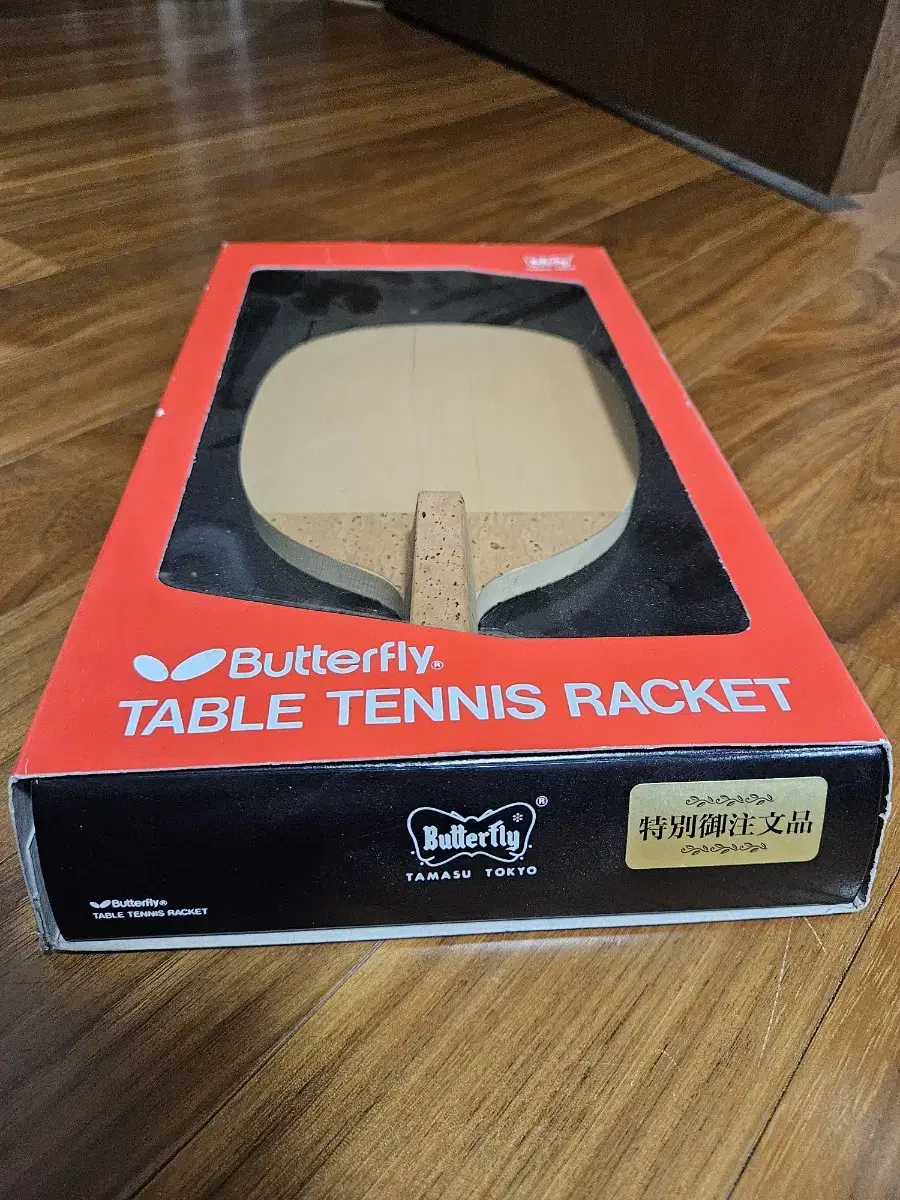 Butterfly®
TABLE TENNIS RACKET
Butterfly®
TAMASU TOKYO
特別御注文品
Butterfly®
TABLE TENNIS RACKET